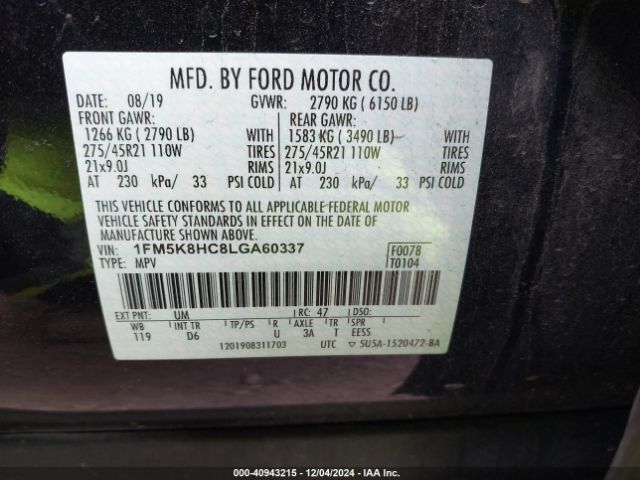 MFD. BY FORD MOTOR CO.
DATE: 08/19 GVWR: 2790 KG ( 6150 LB)
FRONT GAWR: REAR GAWR:
1266 KG ( 2790 LB) WITH 1583 KG ( 3490 LB) WITH
275/45R21 110W TIRES 275/45R21 110W TIRES
21x9.0J RIMS 21x9.0J RIMS
AT 230 kPa/ 33 PSI COLD AT 230 kPa/ 33 PSI COLD
THIS VEHICLE CONFORMS TO ALL APPLICABLE FEDERAL MOTOR
VEHICLE SAFETY STANDARDS IN EFFECT ON THE DATE OF
MANUFACTURE SHOWN ABOVE.
VIN: 1FM5K8HC8LGA60337 F0078
TYPE: MPV T0104
EXT PNT: UM RC: 47 DSO:
WB INT TR TP/PS R AXLE TR SPR
119 D6 U 3A T EESS
1201908311703 UTC ▽ 5U5A-1520472-BA
000-40943215 - 12/04/2024 - IAAI.COM